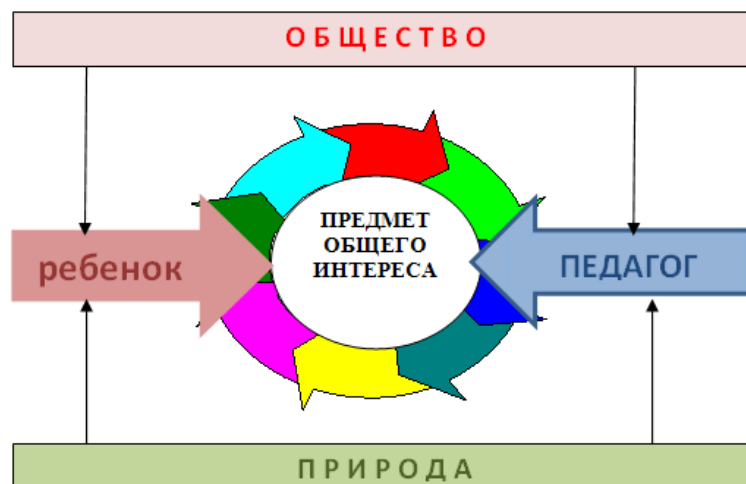 ОБЩЕСТВО
ПРЕДМЕТ
ОБЩЕГО
ИНТЕРЕСА
ребенок
ПЕДАГОГ
ПРИРОДА